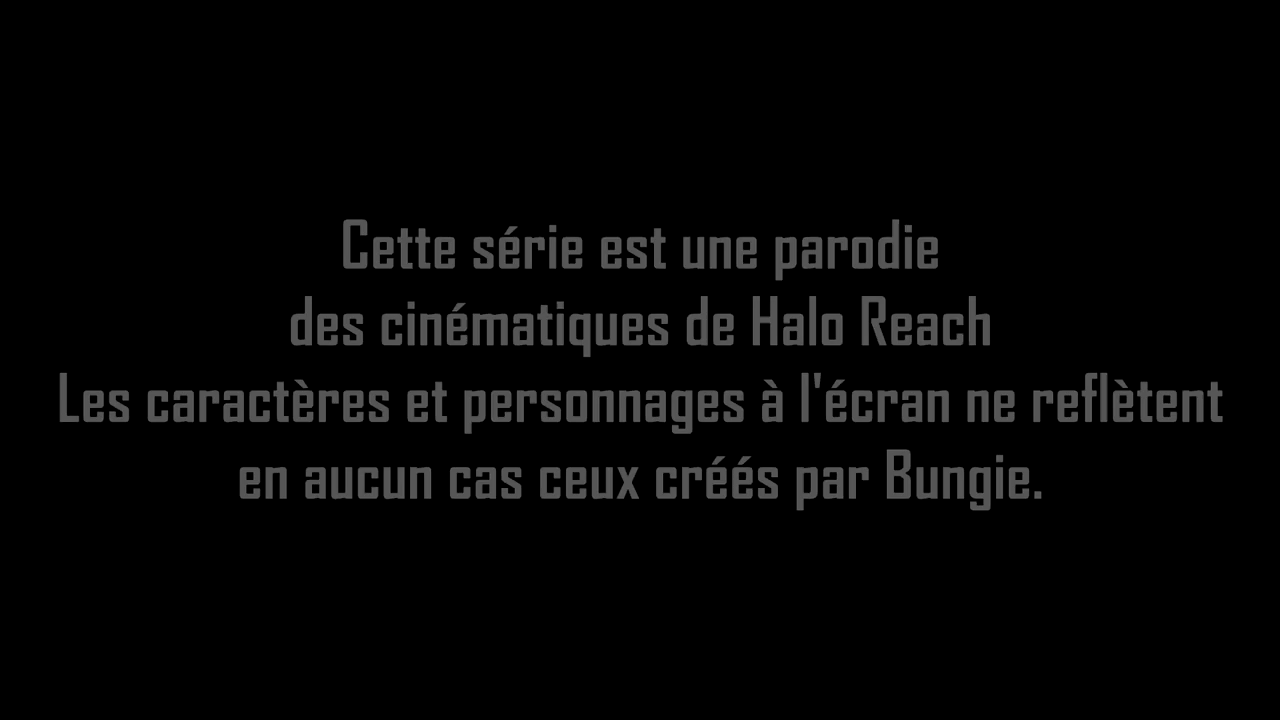 Cette série est une parodie
des cinématiques de Halo Reach
Les caractères et personnages à l'écran ne reflètent
en aucun cas ceux créés par Bungie.